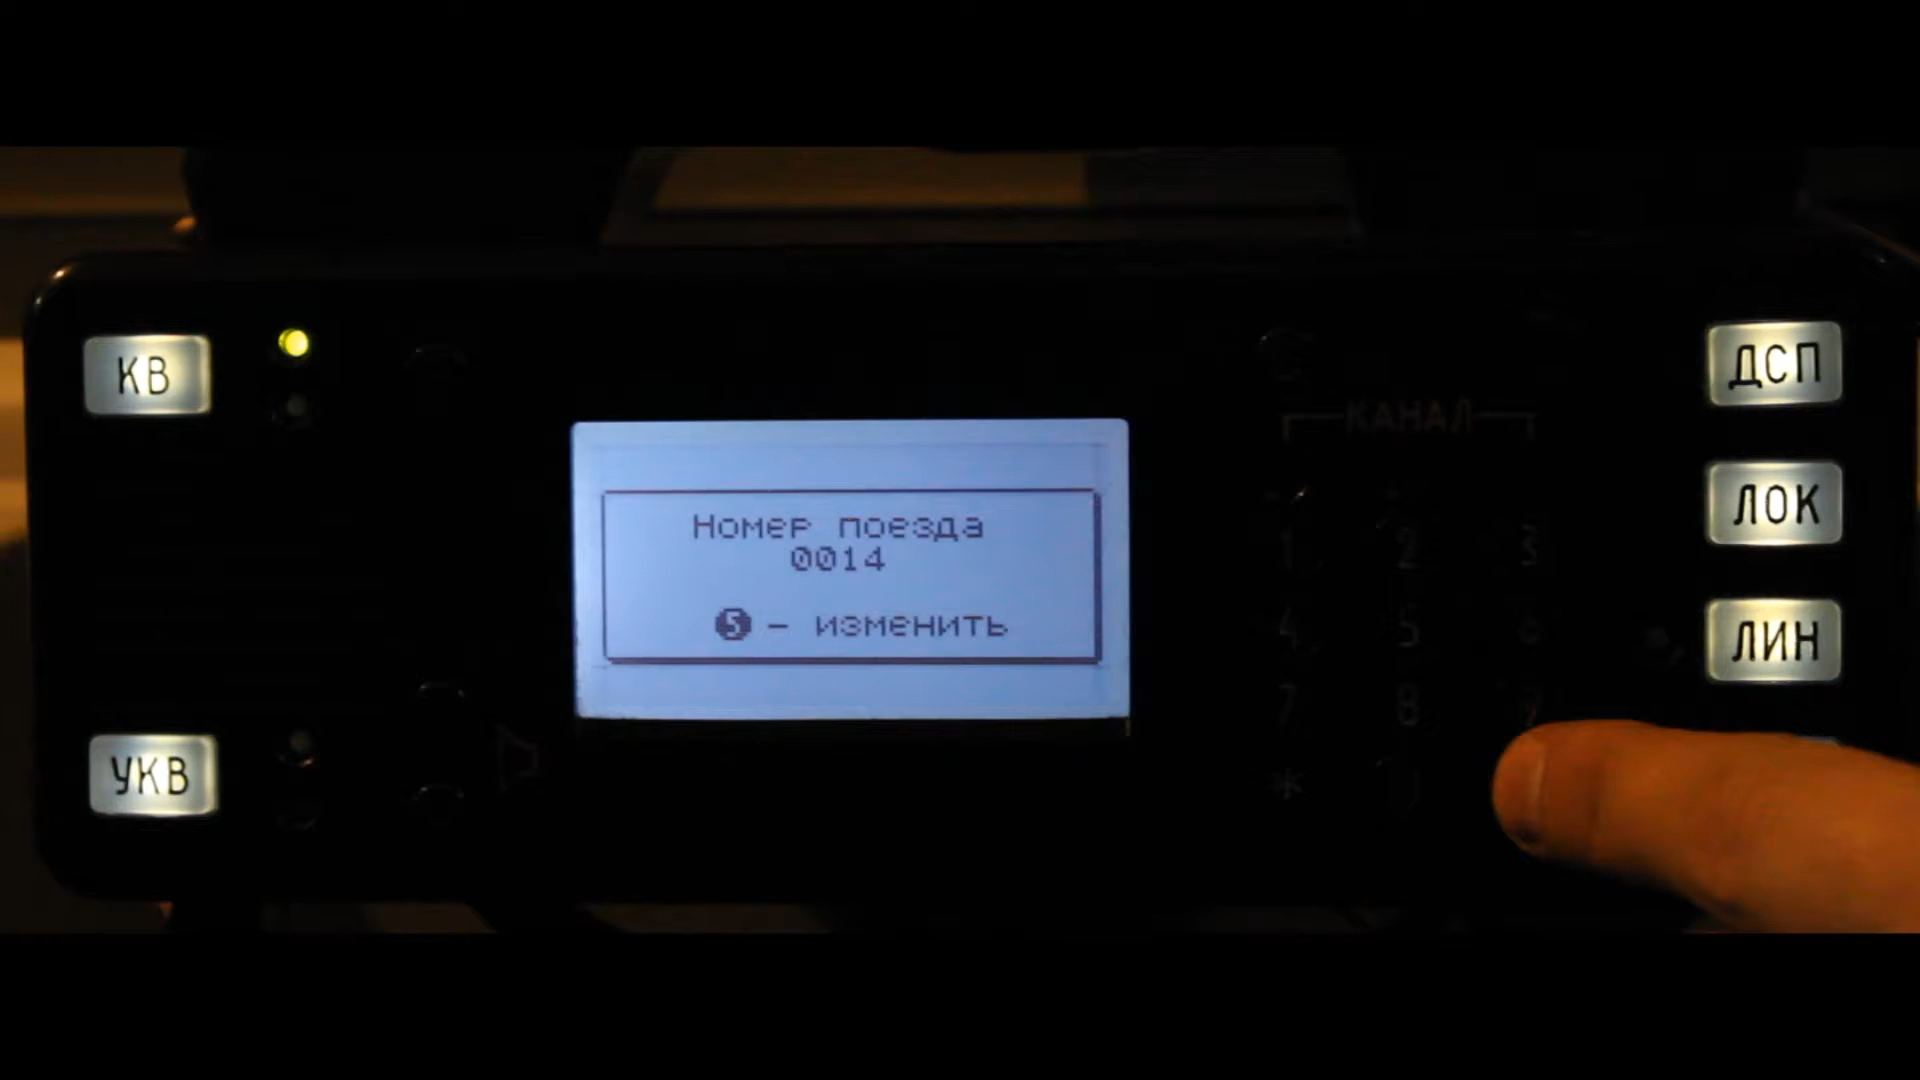 КВ
УКВ
Номер поезда
0014
5 – изменить
КАНАЛ
1 2 3
4 5 6
7 8 9
*
ДСП
ЛОК
ЛИН